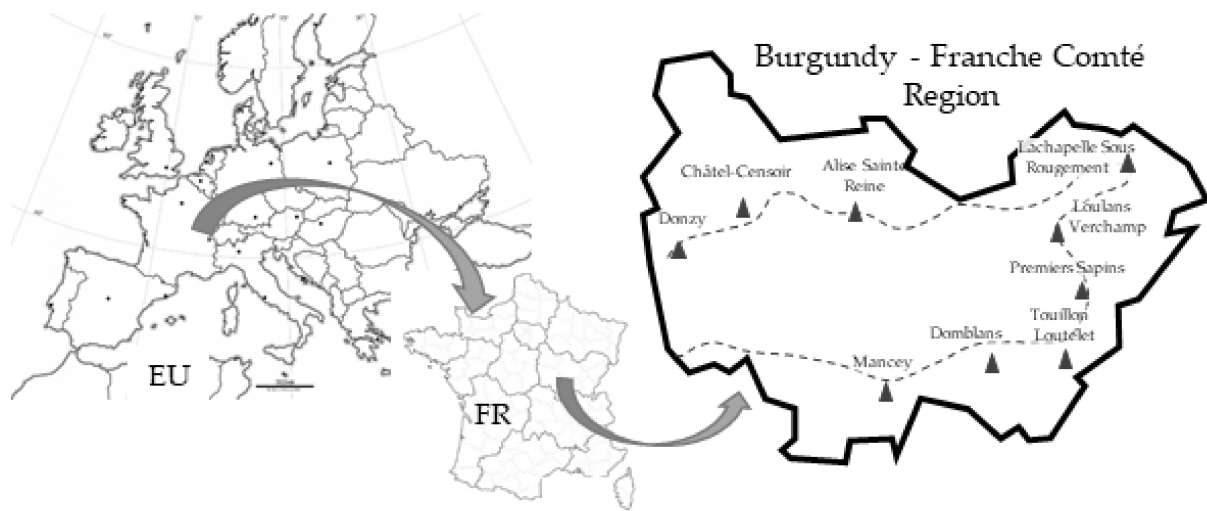 EU
FR
Burgundy - Franche Comté
Region
Châtel-Censoir
Alise Sainte
Reine
Lachapelle Sous
Rougement
Donzy
Loulans
Verchamp
Premiers Sapins
Touillon
Loutelet
Domblans
Mancey